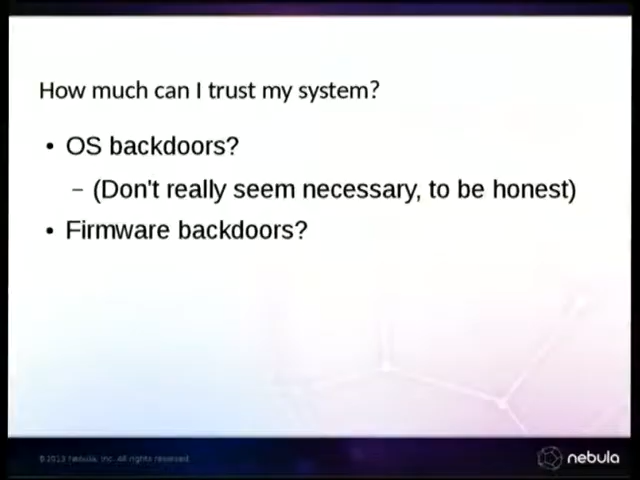 How much can I trust my system?
• OS backdoors?
– (Don't really seem necessary, to be honest)
• Firmware backdoors?
©2013 Nebula, Inc. All rights reserved.
nebula